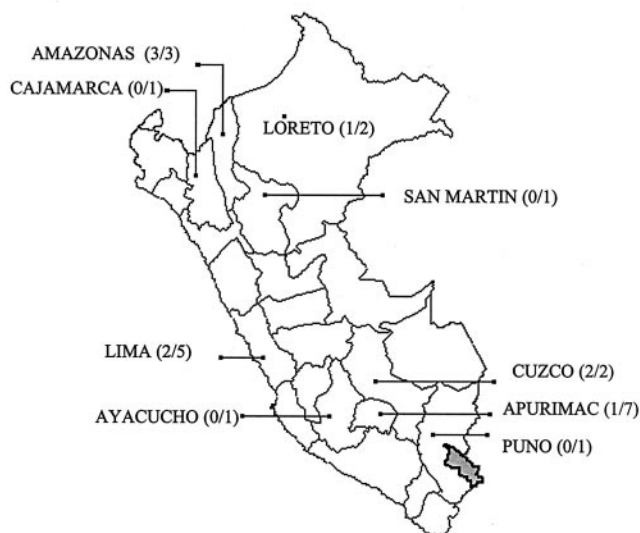 AMAZONAS (3/3)
CAJAMARCA (0/1)
LORETO (1/2)
SAN MARTIN (0/1)
LIMA (2/5)
CUZCO (2/2)
AYACUCHO (0/1)
APURIMAC (1/7)
PUNO (0/1)